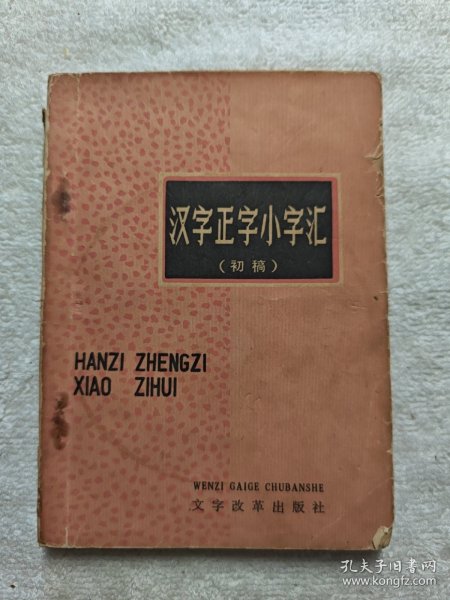 汉字正字小字汇
（初稿）
HANZI ZHENGZI
XIAO ZIHUI
WENZI GAIGE CHUBANSHE
文字改革出版社
孔夫子旧书网
www.kongfz.com